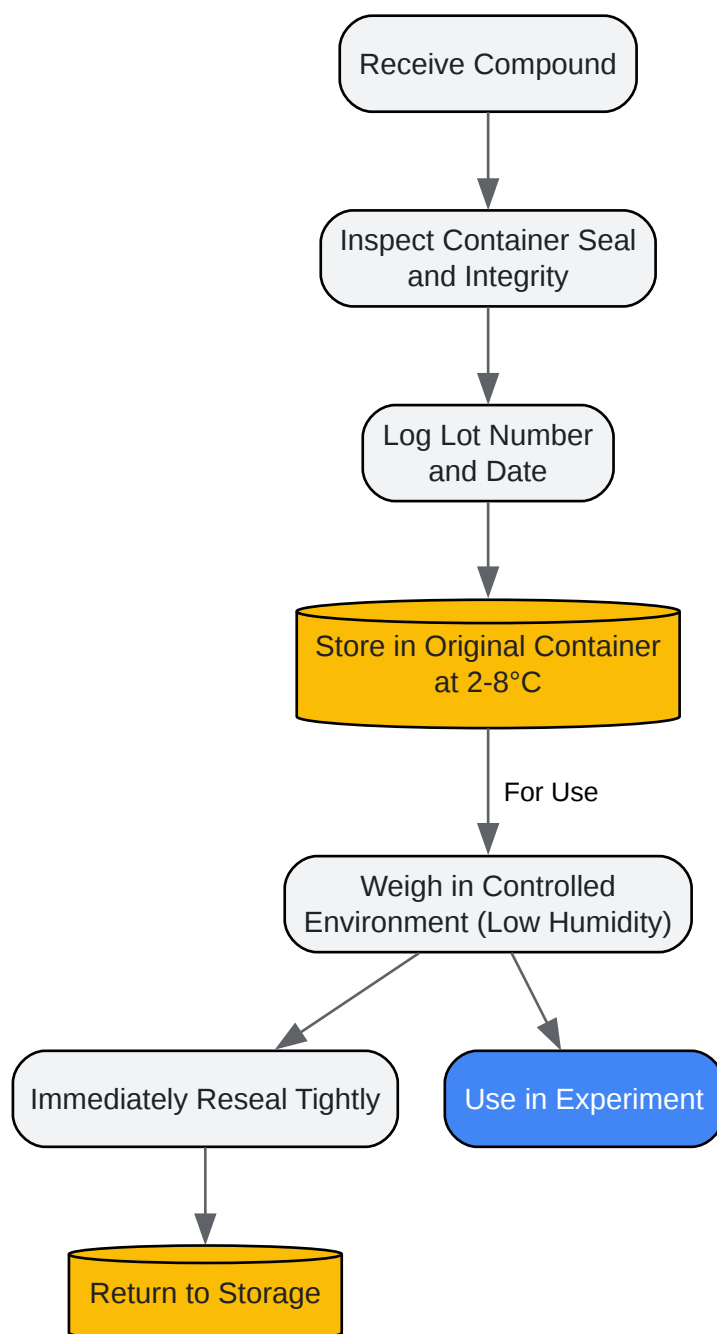 Receive Compound
Inspect Container Seal
and Integrity
Log Lot Number
and Date
Store in Original Container
at 2-8°C
For Use
Weigh in Controlled
Environment (Low Humidity)
Immediately Reseal Tightly
Use in Experiment
Return to Storage